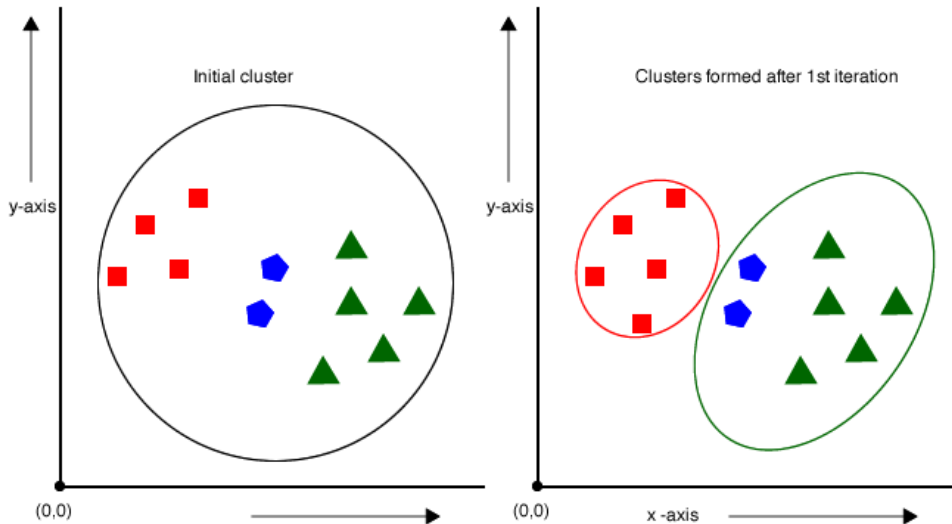 Initial cluster
y-axis
(0,0)
Clusters formed after 1st iteration
y-axis
(0,0)
x -axis